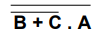 B + C . A